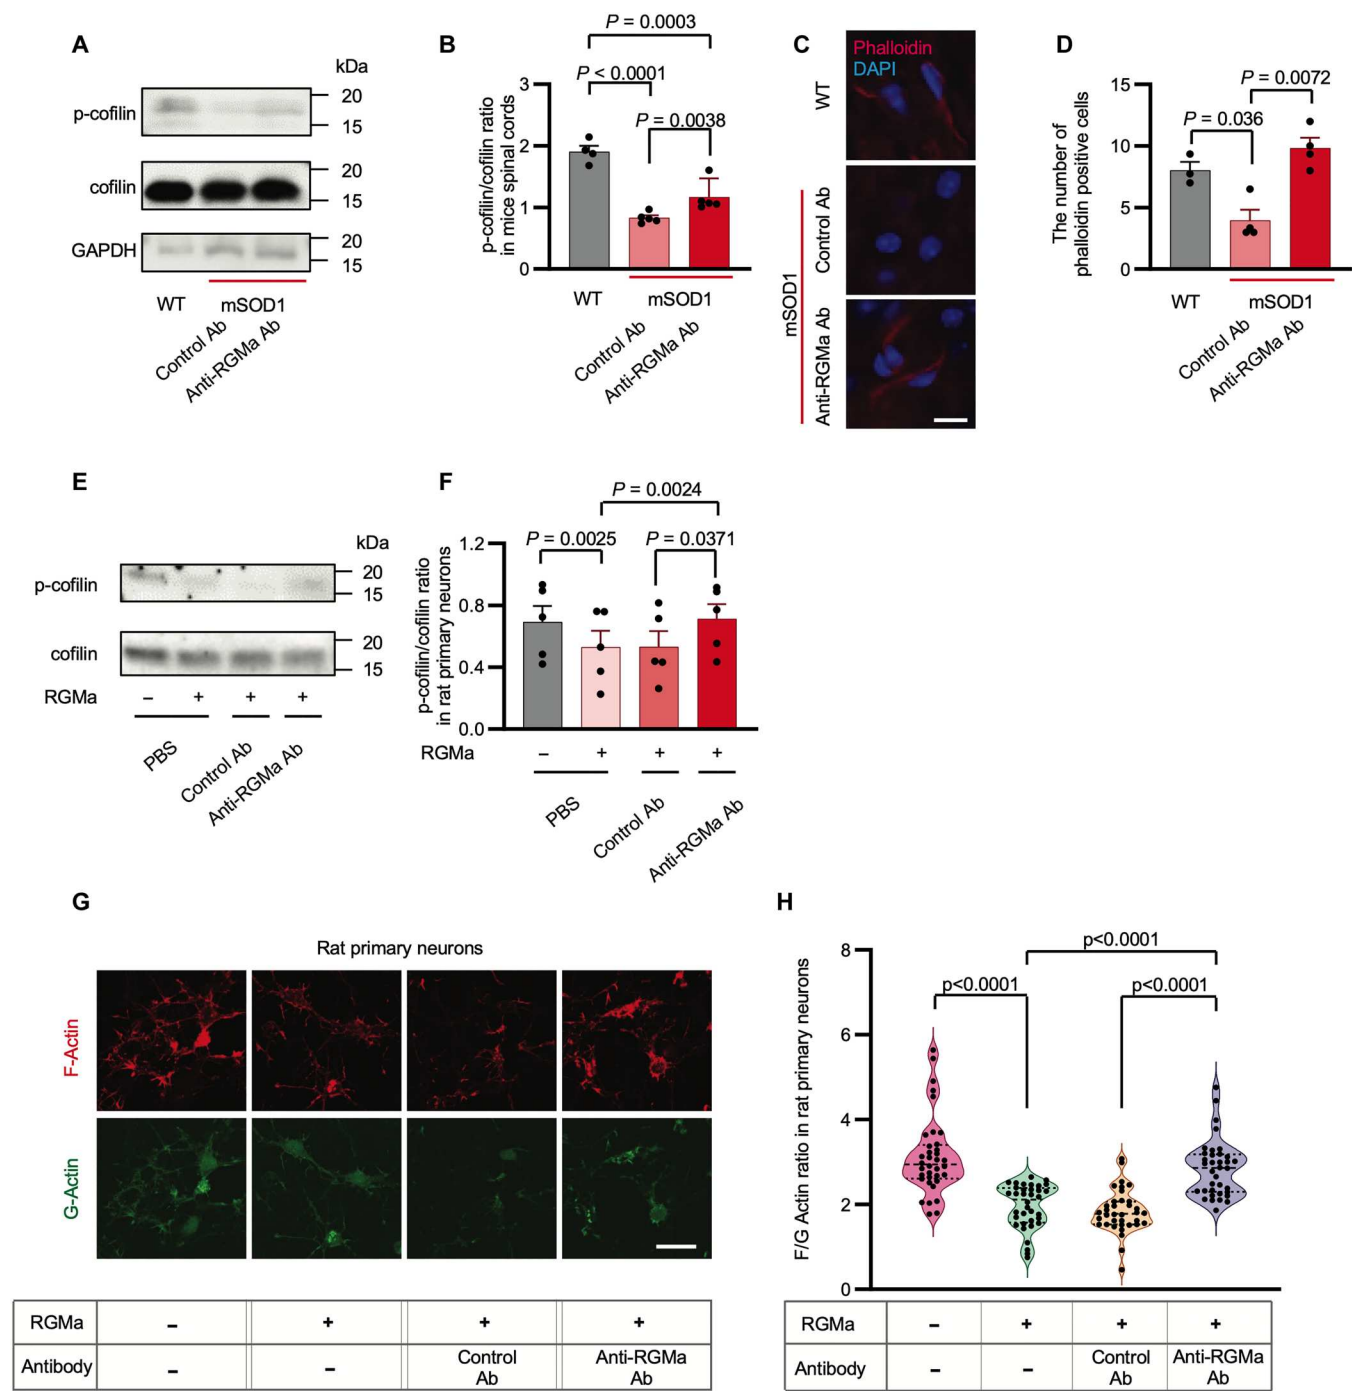 A
kDa
p-cofilin
20
15
cofilin
20
15
GAPDH
20
15
WT
mSOD1
Control Ab
Anti-RGMa Ab
B
P = 0.0003
P < 0.0001
P = 0.0038
p-cofilin/cofilin ratio
in mice spinal cords
3
2
1
0
WT
mSOD1
Control Ab
Anti-RGMa Ab
C
Phalloidin
DAPI
WT
Control Ab
Anti-RGMa Ab
mSOD1
D
P = 0.0072
P = 0.036
The number of
phalloidin positive cells
15
10
5
0
WT
mSOD1
Control Ab
Anti-RGMa Ab
E
kDa
p-cofilin
20
15
cofilin
20
15
RGMa – + + +
PBS
Control Ab
Anti-RGMa Ab
F
P = 0.0024
P = 0.0025
P = 0.0371
p-cofilin/cofilin ratio
in rat primary neurons
1.2
0.8
0.4
0.0
RGMa – + + +
PBS
Control Ab
Anti-RGMa Ab
G
Rat primary neurons
F-Actin
G-Actin
RGMa – + + +
Antibody – – Control Ab Anti-RGMa Ab
H
p<0.0001
p<0.0001
p<0.0001
F/G Actin ratio in rat primary neurons
8
6
4
2
0
RGMa – + + +
Antibody – – Control Ab Anti-RGMa Ab